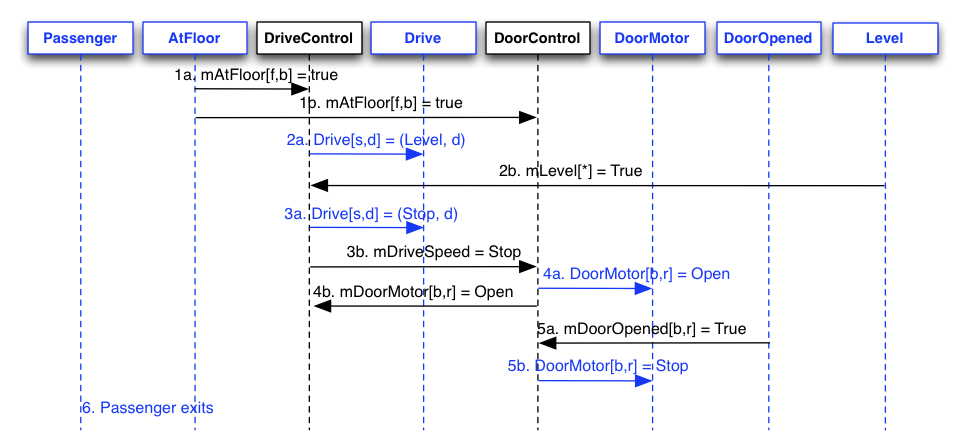 Passenger AtFloor DriveControl Drive DoorControl DoorMotor DoorOpened Level
1a. mAtFloor[f,b] = true
1b. mAtFloor[f,b] = true
2a. Drive[s,d] = (Level, d)
2b. mLevel[*] = True
3a. Drive[s,d] = (Stop, d)
3b. mDriveSpeed = Stop
4a. DoorMotor[b,r] = Open
4b. mDoorMotor[b,r] = Open
5a. mDoorOpened[b,r] = True
5b. DoorMotor[b,r] = Stop
6. Passenger exits